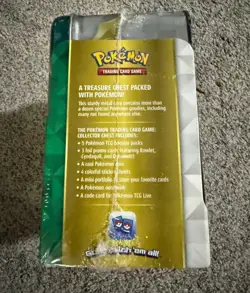 POKéMON
TRADING CARD GAME
A TREASURE CHEST PACKED
WITH POKÉMON!
This sturdy metal case contains more than
a dozen special Pokémon goodies, including
many not found anywhere else.
THE POKÉMON TRADING CARD GAME:
COLLECTOR CHEST INCLUDES:
• 5 Pokémon TCG booster packs
• 3 foil promo cards featuring Rowlet,
Cyndaquil, and Oshawott
• A cool Pokémon coin
• 4 colorful sticker sheets
• A mini portfolio to store your favorite cards
• A Pokémon notepad
• A code card for Pokémon TCG Live
'em all!